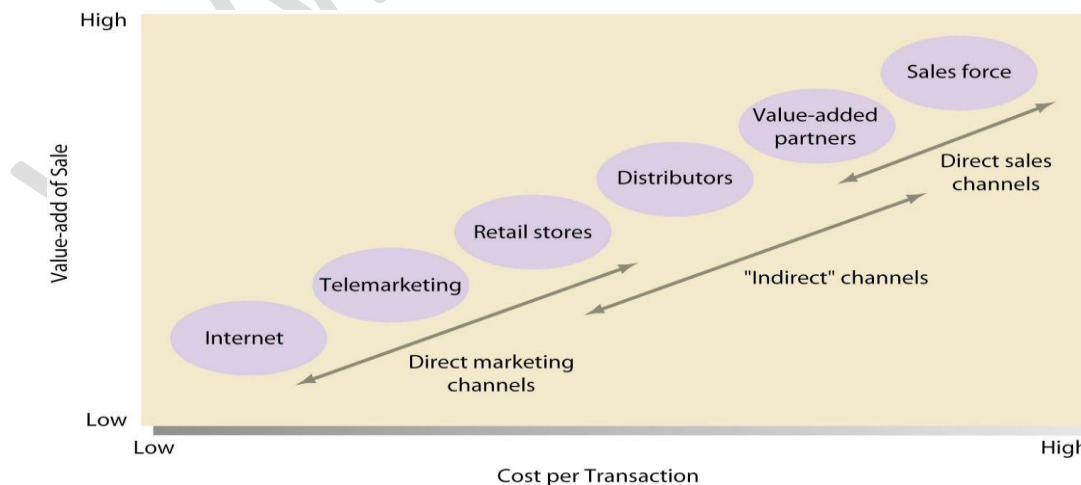 High
Sales force
Value-added
partners
Direct sales
channels
Distributors
Value-add of Sale
Retail stores
"Indirect" channels
Telemarketing
Internet
Direct marketing
channels
Low
Low
High
Cost per Transaction